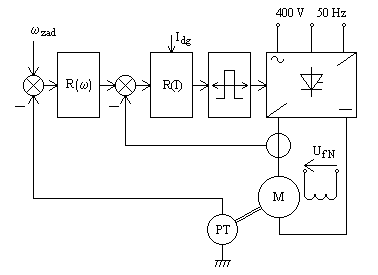 400 V 50 Hz
ω_zad I_dg
R(ω) R(I)
U_fN
M
PT